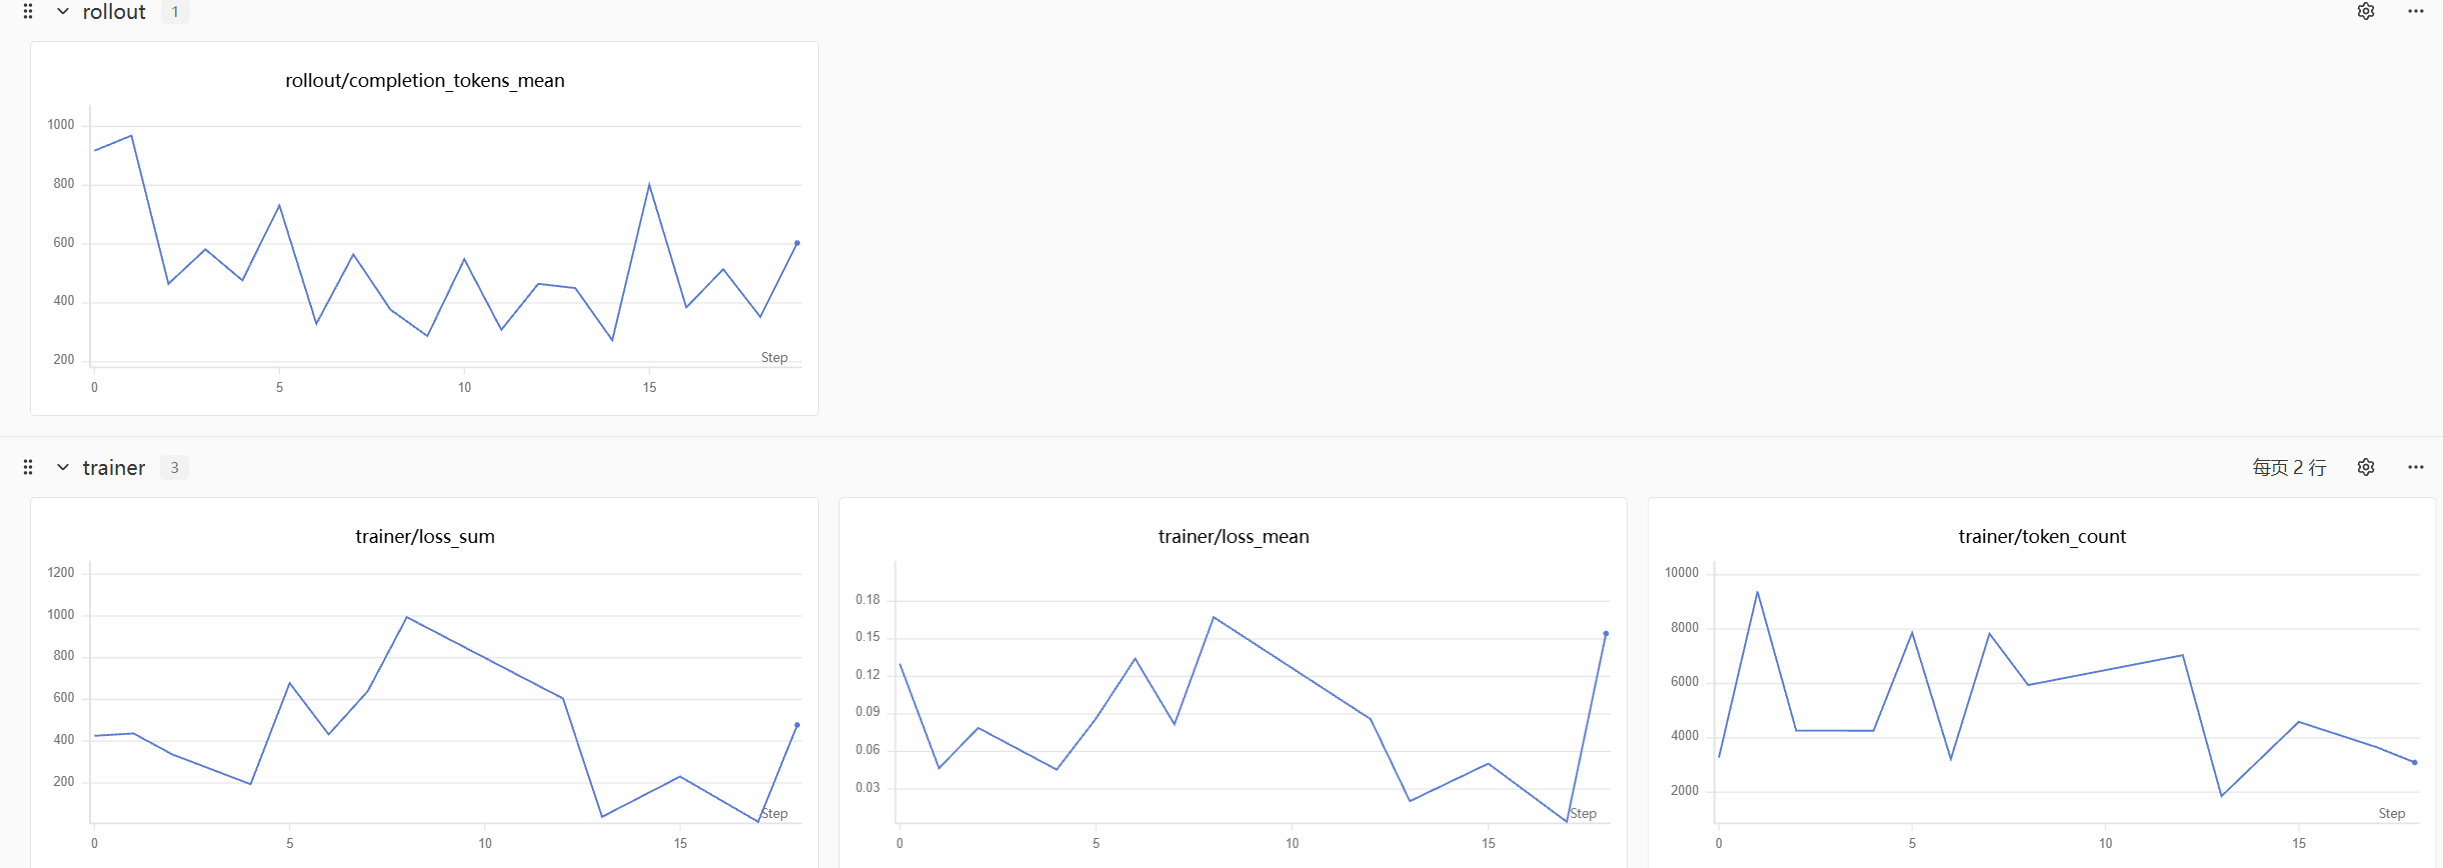 rollout 1
rollout/completion_tokens_mean
1000
800
600
400
200
Step
0 5 10 15
trainer 3
每页 2 行
trainer/loss_sum
1200
1000
800
600
400
200
Step
0 5 10 15
trainer/loss_mean
0.18
0.15
0.12
0.09
0.06
0.03
Step
0 5 10 15
trainer/token_count
10000
8000
6000
4000
2000
Step
0 5 10 15